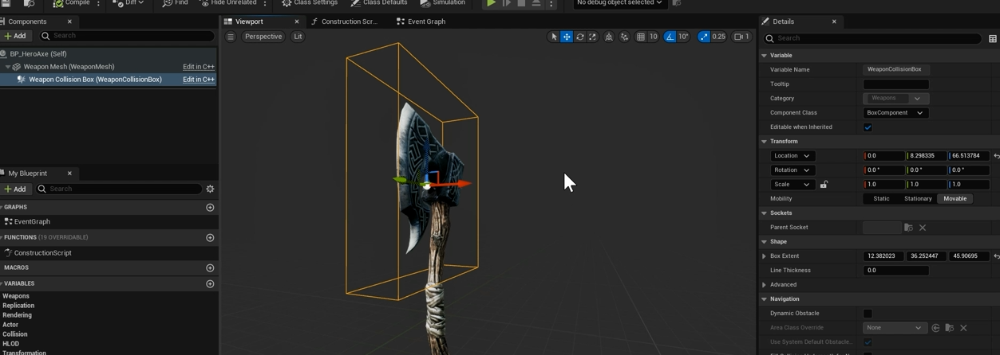 Compile
Diff
Find
Hide Unrelated
Class Settings
Class Defaults
Simulation
No debug object selected
Components
Viewport
Construction Scr...
Event Graph
Details
Add
Search
Perspective
Lit
10
10°
0.25
1
Search
BP_HeroAxe (Self)
Weapon Mesh (WeaponMesh)
Edit in C++
Weapon Collision Box (WeaponCollisionBox)
Edit in C++
My Blueprint
Add
Search
GRAPHS
EventGraph
FUNCTIONS (19 OVERRIDABLE)
ConstructionScript
MACROS
VARIABLES
Weapons
Replication
Rendering
Actor
Collision
HLOD
Transformation
Variable
Variable Name
WeaponCollisionBox
Tooltip
Category
Weapons
Component Class
BoxComponent
Editable when Inherited
Transform
Location
0.0
8.298335
66.513784
Rotation
0.0 °
0.0 °
0.0 °
Scale
1.0
1.0
1.0
Mobility
Static
Stationary
Movable
Sockets
Parent Socket
Shape
Box Extent
12.382023
36.252447
45.90695
Line Thickness
0.0
Advanced
Navigation
Dynamic Obstacle
Area Class Override
None
Use System Default Obstacle...